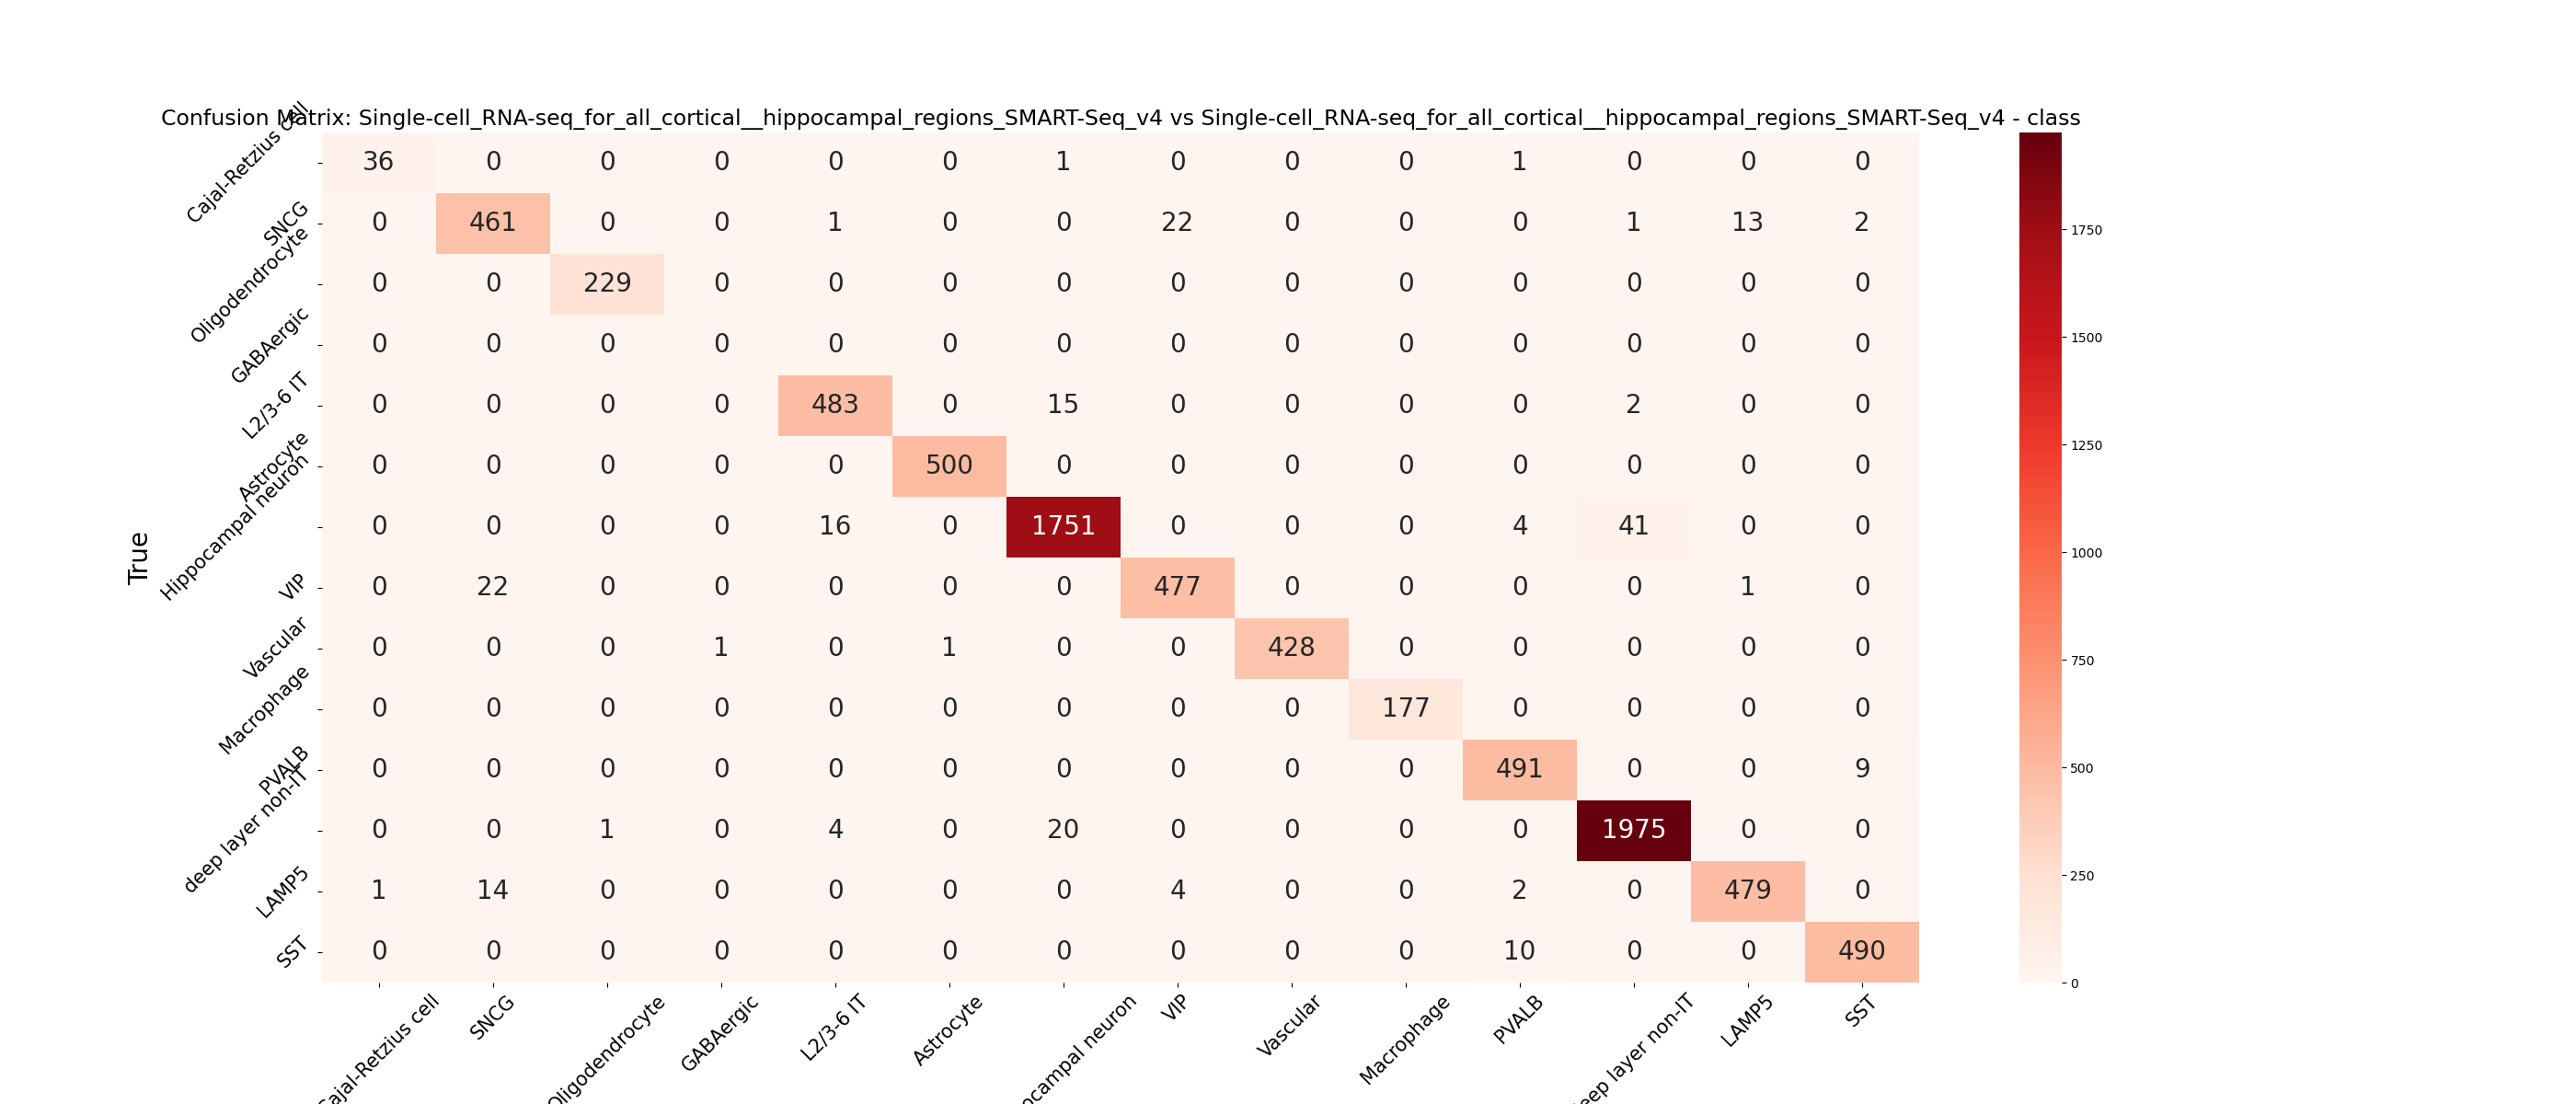 Confusion Matrix: Single-cell_RNA-seq_for_all_cortical__hippocampal_regions_SMART-Seq_v4 vs Single-cell_RNA-seq_for_all_cortical__hippocampal_regions_SMART-Seq_v4 - class
True
Cajal-Retzius cell 36 0 0 0 0 0 1 0 0 0 1 0 0 0
SNCG 0 461 0 0 1 0 0 22 0 0 0 1 13 2
Oligodendrocyte 0 0 229 0 0 0 0 0 0 0 0 0 0 0
GABAergic 0 0 0 0 0 0 0 0 0 0 0 0 0 0
L2/3-6 IT 0 0 0 0 483 0 15 0 0 0 0 2 0 0
Astrocyte 0 0 0 0 0 500 0 0 0 0 0 0 0 0
Hippocampal neuron 0 0 0 0 16 0 1751 0 0 0 4 41 0 0
VIP 0 22 0 0 0 0 0 477 0 0 0 0 1 0
Vascular 0 0 0 1 0 1 0 0 428 0 0 0 0 0
Macrophage 0 0 0 0 0 0 0 0 0 177 0 0 0 0
PVALB 0 0 0 0 0 0 0 0 0 0 491 0 0 9
deep layer non-IT 0 0 1 0 4 0 20 0 0 0 0 1975 0 0
LAMP5 1 14 0 0 0 0 0 4 0 0 2 0 479 0
SST 0 0 0 0 0 0 0 0 0 0 10 0 0 490
Cajal-Retzius cell SNCG Oligodendrocyte GABAergic L2/3-6 IT Astrocyte ocampal neuron VIP Vascular Macrophage PVALB eep layer non-IT LAMP5 SST
1750
1500
1250
1000
750
500
250
0